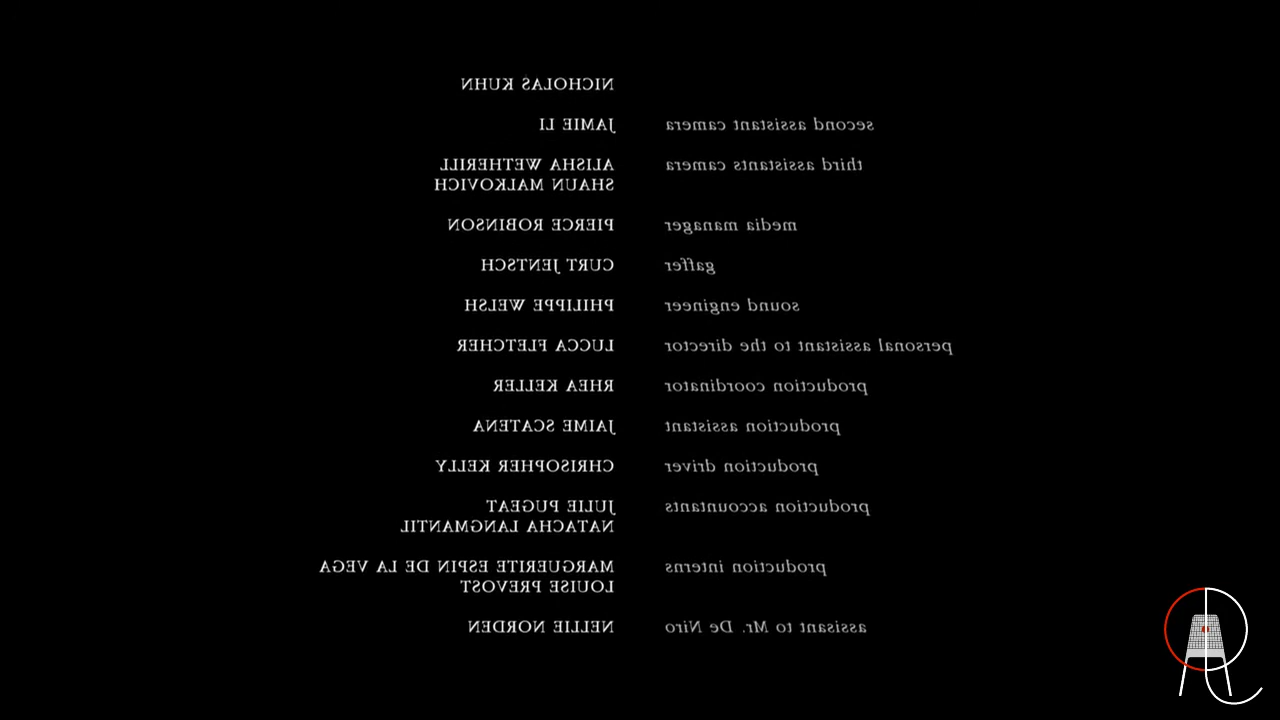 NICHOLAS KUHN
second assistant camera JAMIE LI
third assistants camera ALISHA WETHERILL
SHAUN MALKOVICH
media manager PIERCE ROBINSON
gaffer CURT JENTSCH
sound engineer PHILIPPE WELSH
personal assistant to the director LUCCA FLETCHER
production coordinator RHEA KELLER
production assistant JAIME SCATENA
production driver CHRISOPHER KELLY
production accountants JULIE PUGEAT
NATACHA LANGMANTIL
production interns MARGUERITE ESPIN DE LA VEGA
LOUISE PREVOST
assisant to Mr. De Niro NELLIE NORDEN